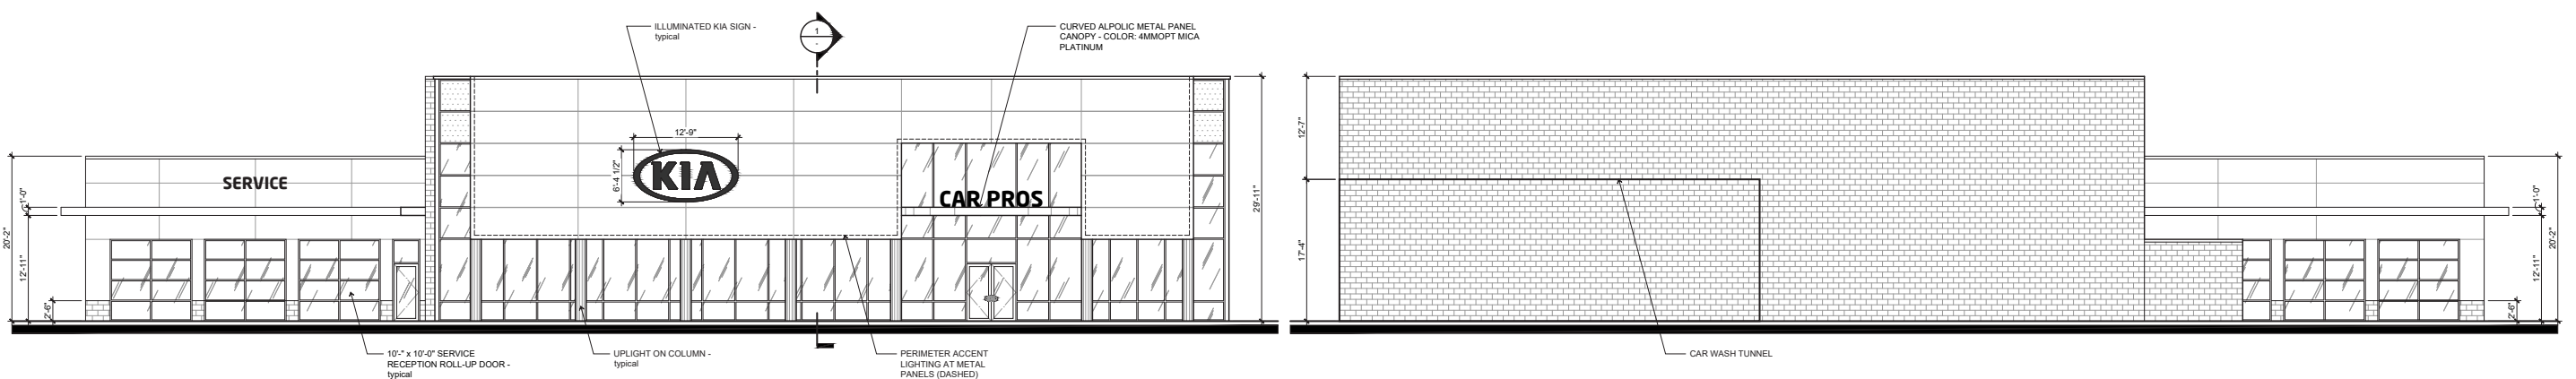 ILLUMINATED KIA SIGN -
typical
1
-
CURVED ALPOLIC METAL PANEL
CANOPY - COLOR: 4MMOPT MICA
PLATINUM
12'-9"
6'-4 1/2"
KIA
SERVICE
CAR PROS
20'-2"
1'-0"
12'-11"
2'-6"
29'-11"
10'-" x 10'-0" SERVICE
RECEPTION ROLL-UP DOOR -
typical
UPLIGHT ON COLUMN -
typical
PERIMETER ACCENT
LIGHTING AT METAL
PANELS (DASHED)
12'-7"
17'-4"
1'-0"
20'-2"
12'-11"
2'-6"
CAR WASH TUNNEL